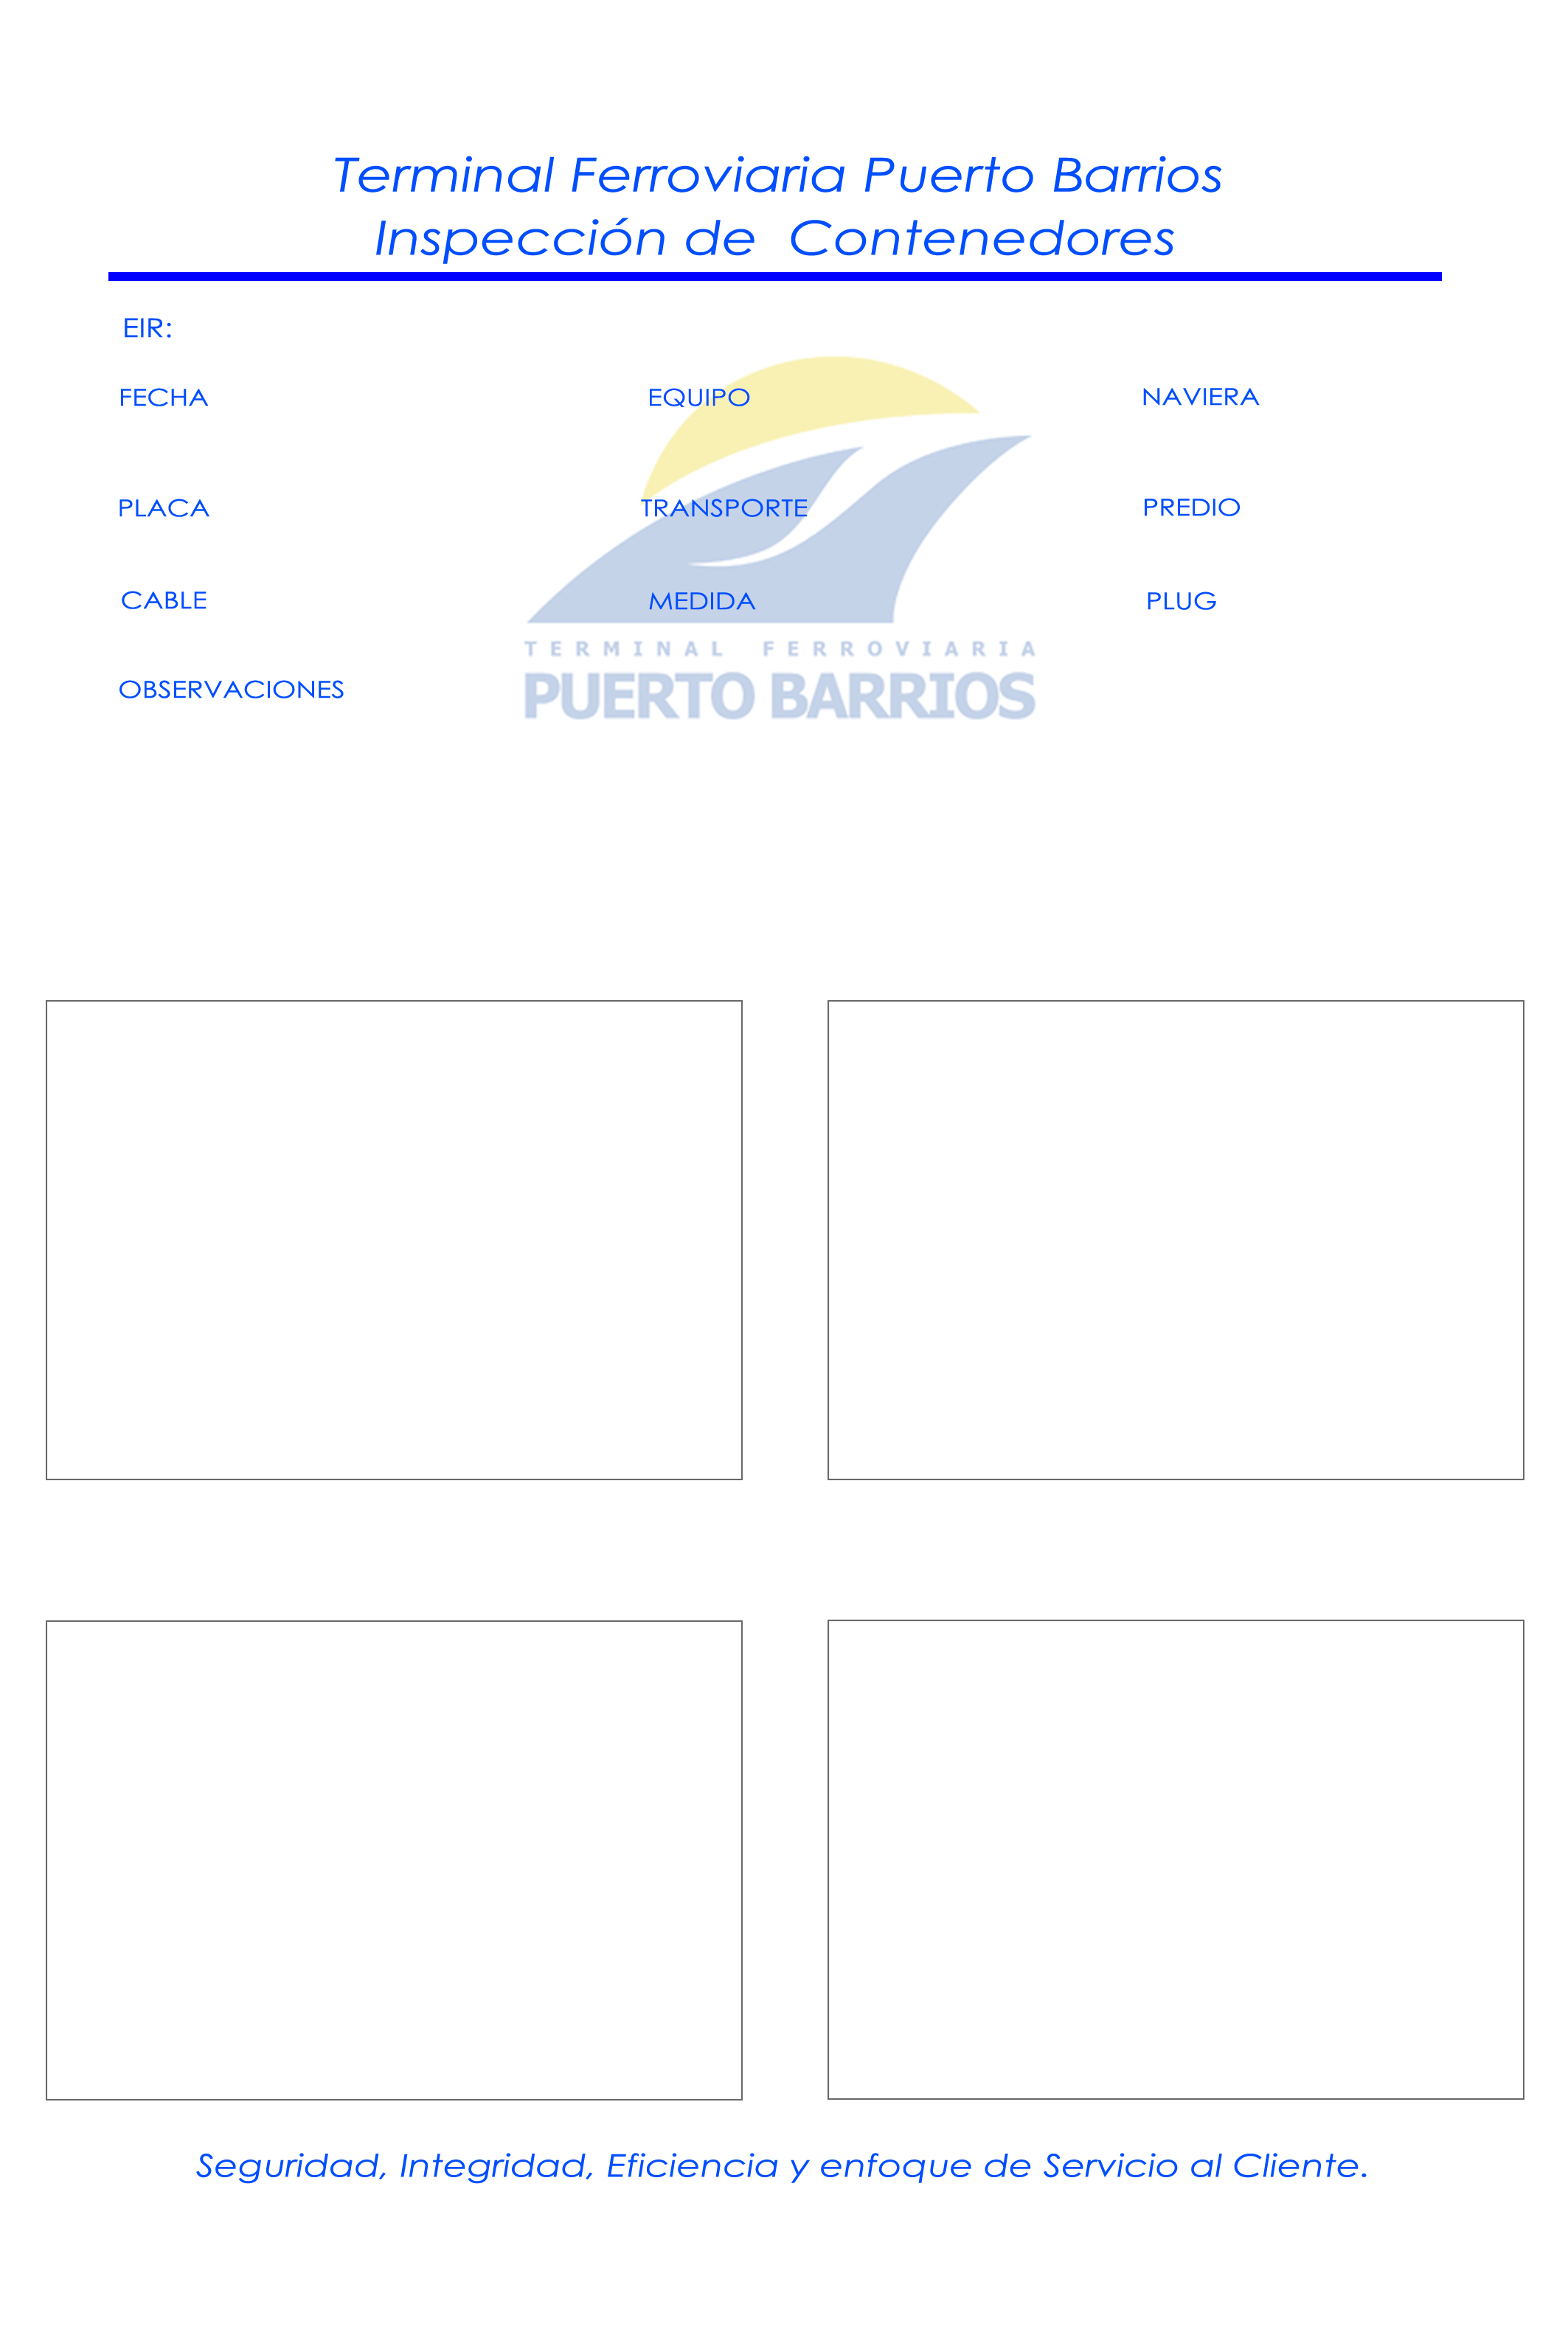 Terminal Ferroviaria Puerto Barrios
Inspección de Contenedores
EIR:
FECHA EQUIPO NAVIERA
PLACA TRANSPORTE PREDIO
CABLE MEDIDA PLUG
TERMINAL FERROVIARIA
OBSERVACIONES
PUERTO BARRIOS
Seguridad, Integridad, Eficiencia y enfoque de Servicio al Cliente.